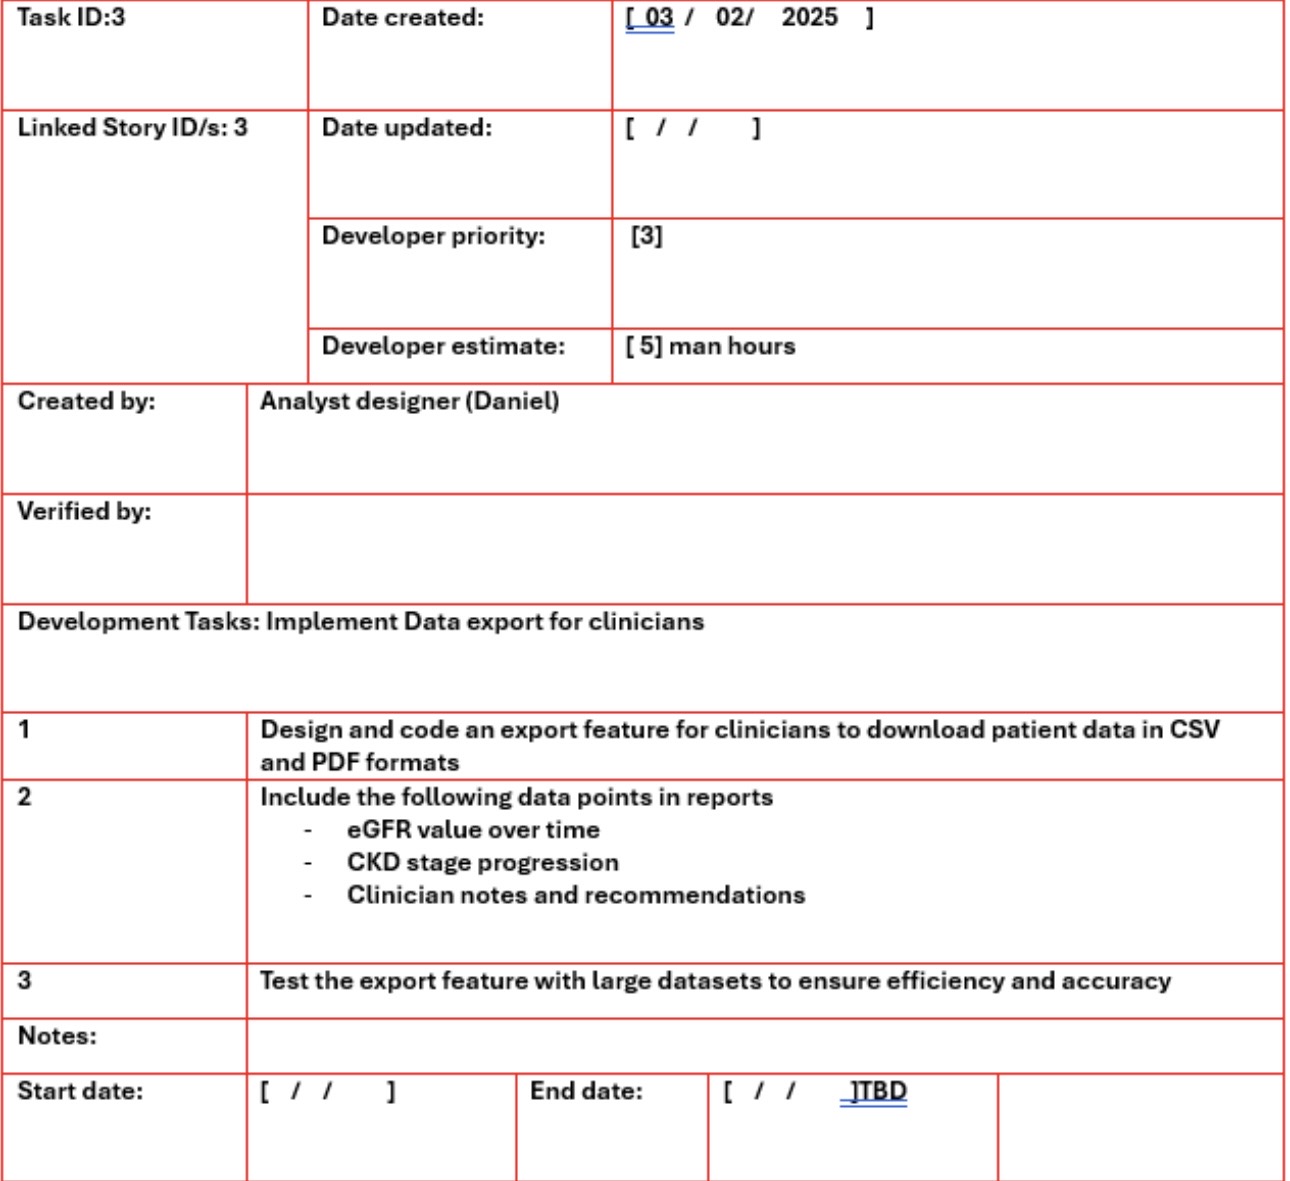 Task ID:3 Date created: [ 03 / 02/ 2025 ]
Linked Story ID/s: 3 Date updated: [ / / ]
Developer priority: [3]
Developer estimate: [ 5] man hours
Created by: Analyst designer (Daniel)
Verified by:
Development Tasks: Implement Data export for clinicians
1 Design and code an export feature for clinicians to download patient data in CSV
and PDF formats
2 Include the following data points in reports
- eGFR value over time
- CKD stage progression
- Clinician notes and recommendations
3 Test the export feature with large datasets to ensure efficiency and accuracy
Notes:
Start date: [ / / ] End date: [ / / ]TBD